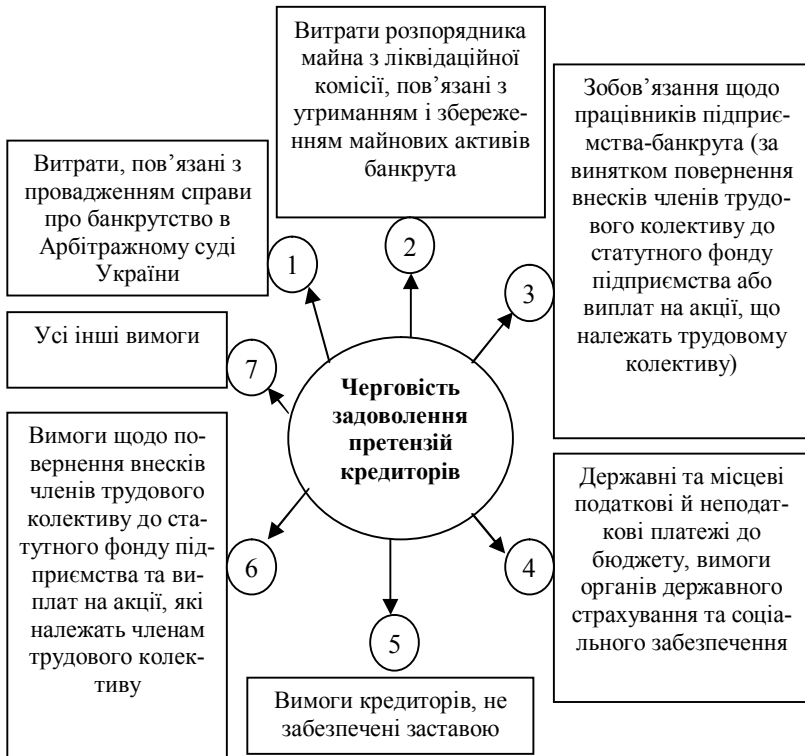 Черговість
задоволення
претензій
кредиторів
Витрати, пов’язані з
провадженням справи
про банкрутство в
Арбітражному суді
України
1
Витрати розпорядника
майна з ліквідаційної
комісії, пов’язані з
утриманням і збережен-
ням майнових активів
банкрута
2
Зобов’язання щодо
працівників підприє-
мства-банкрута (за
винятком повернення
внесків членів трудо-
вого колективу до
статутного фонду
підприємства або
виплат на акції, що
належать трудовому
колективу)
3
Державні та місцеві
податкові й неподат-
кові платежі до
бюджету, вимоги
органів державного
страхування та соціа-
льного забезпечення
4
Вимоги кредиторів, не
забезпечені заставою
5
Вимоги щодо по-
вернення внесків
членів трудового
колективу до ста-
тутного фонду під-
приємства та ви-
плат на акції, які
належать членам
трудового колек-
тиву
6
Усі інші вимоги
7